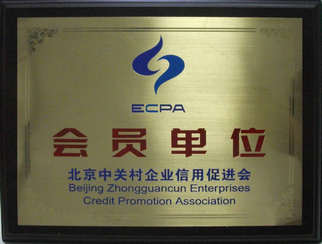 ECPA
会员单位
北京中关村企业信用促进会
Beijing Zhongguancun Enterprises
Credit Promotion Association